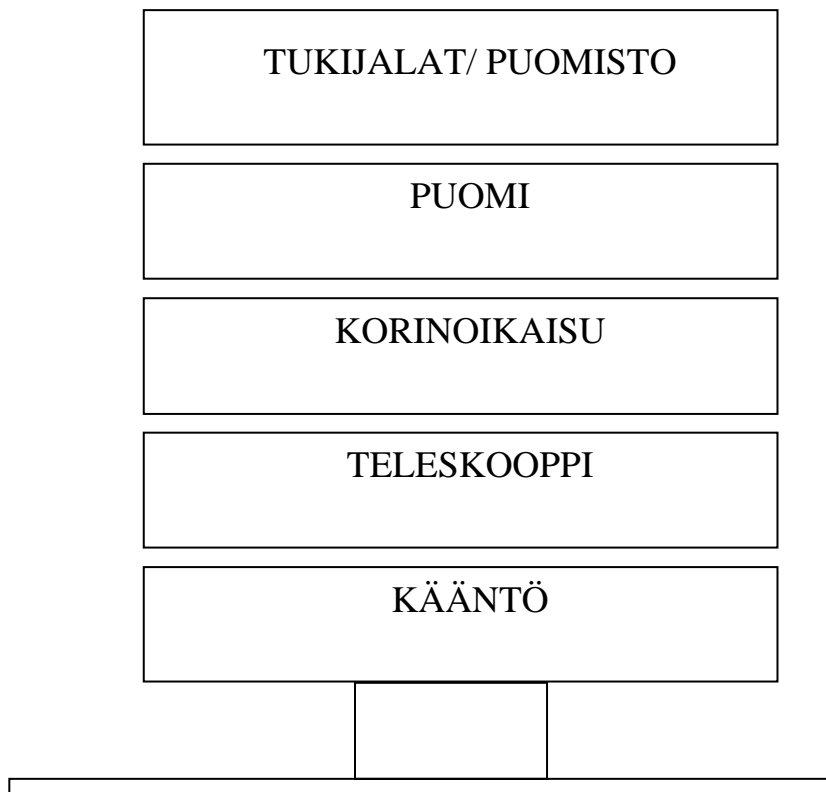 TUKIJALAT/ PUOMISTO
PUOMI
KORINOIKAISU
TELESKOOPPI
KÄÄNTÖ